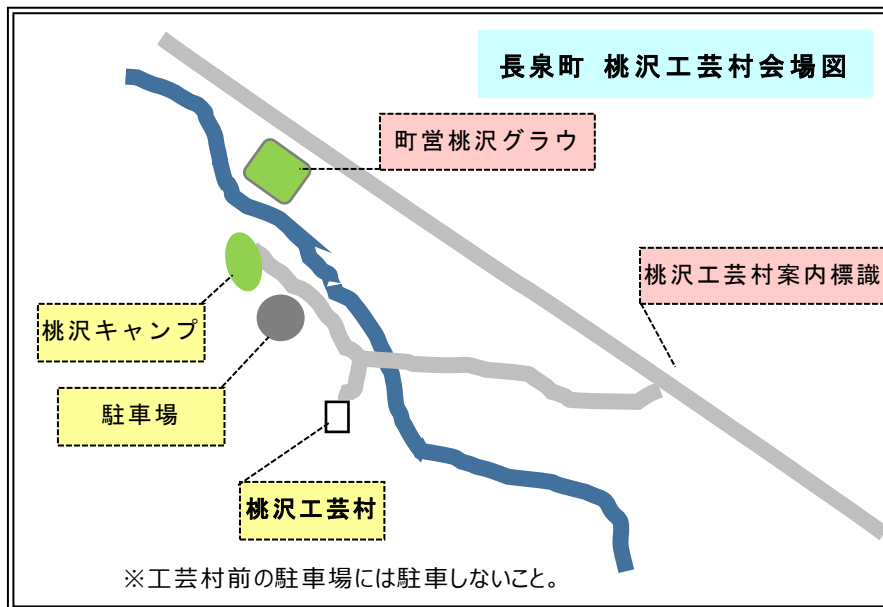 長泉町 桃沢工芸村会場図
町営桃沢グラウ
桃沢工芸村案内標識
桃沢キャンプ
駐車場
桃沢工芸村
※工芸村前の駐車場には駐車しないこと。